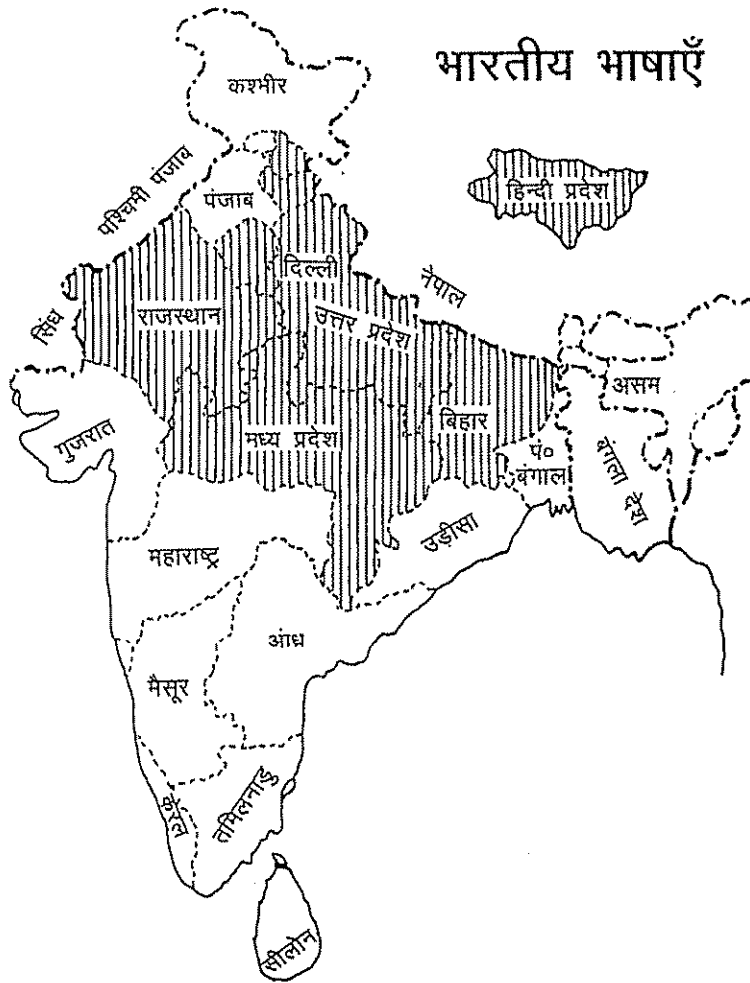 भारतीय भाषाएँ
कश्मीर
पश्चिमी पंजाब
पंजाब
हिन्दी प्रदेश
दिल्ली
नेपाल
सिंध
राजस्थान
उत्तर प्रदेश
असम
गुजरात
मध्य प्रदेश
बिहार
पं०
बंगाल
बंगला देश
उड़ीसा
महाराष्ट्र
आंध्र
मैसूर
केरल
तमिलनाडु
सीलोन